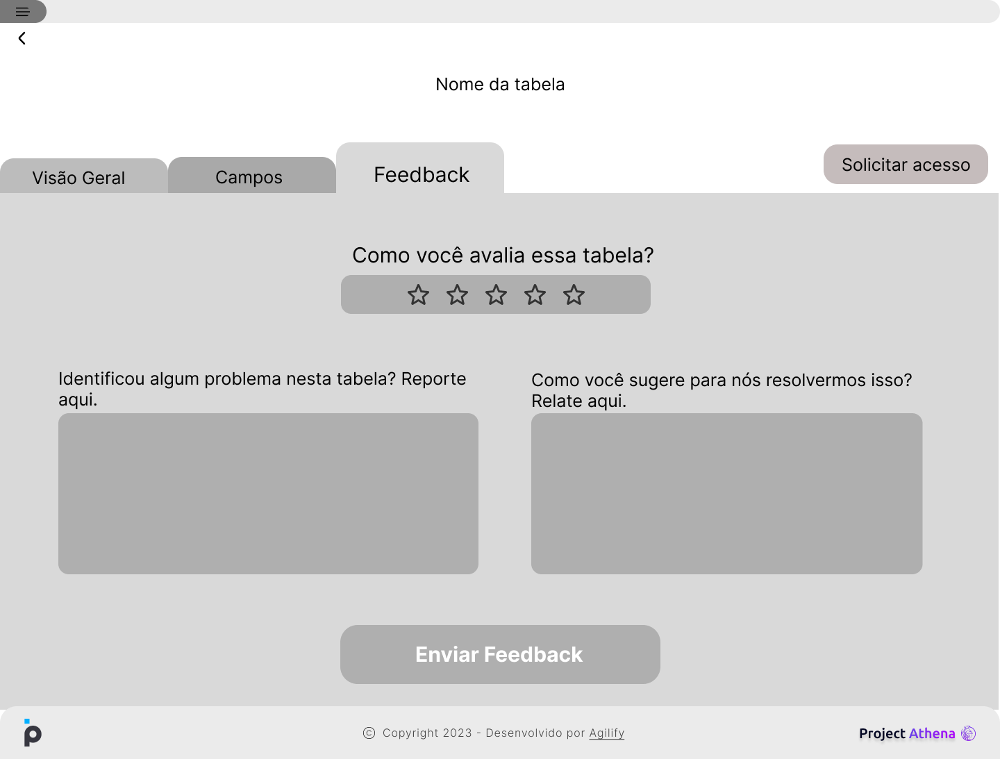 Nome da tabela
Visão Geral
Campos
Feedback
Solicitar acesso
Como você avalia essa tabela?
Identificou algum problema nesta tabela? Reporte
aqui.
Como você sugere para nós resolvermos isso?
Relate aqui.
Enviar Feedback
© Copyright 2023 - Desenvolvido por Agilify
Project Athena